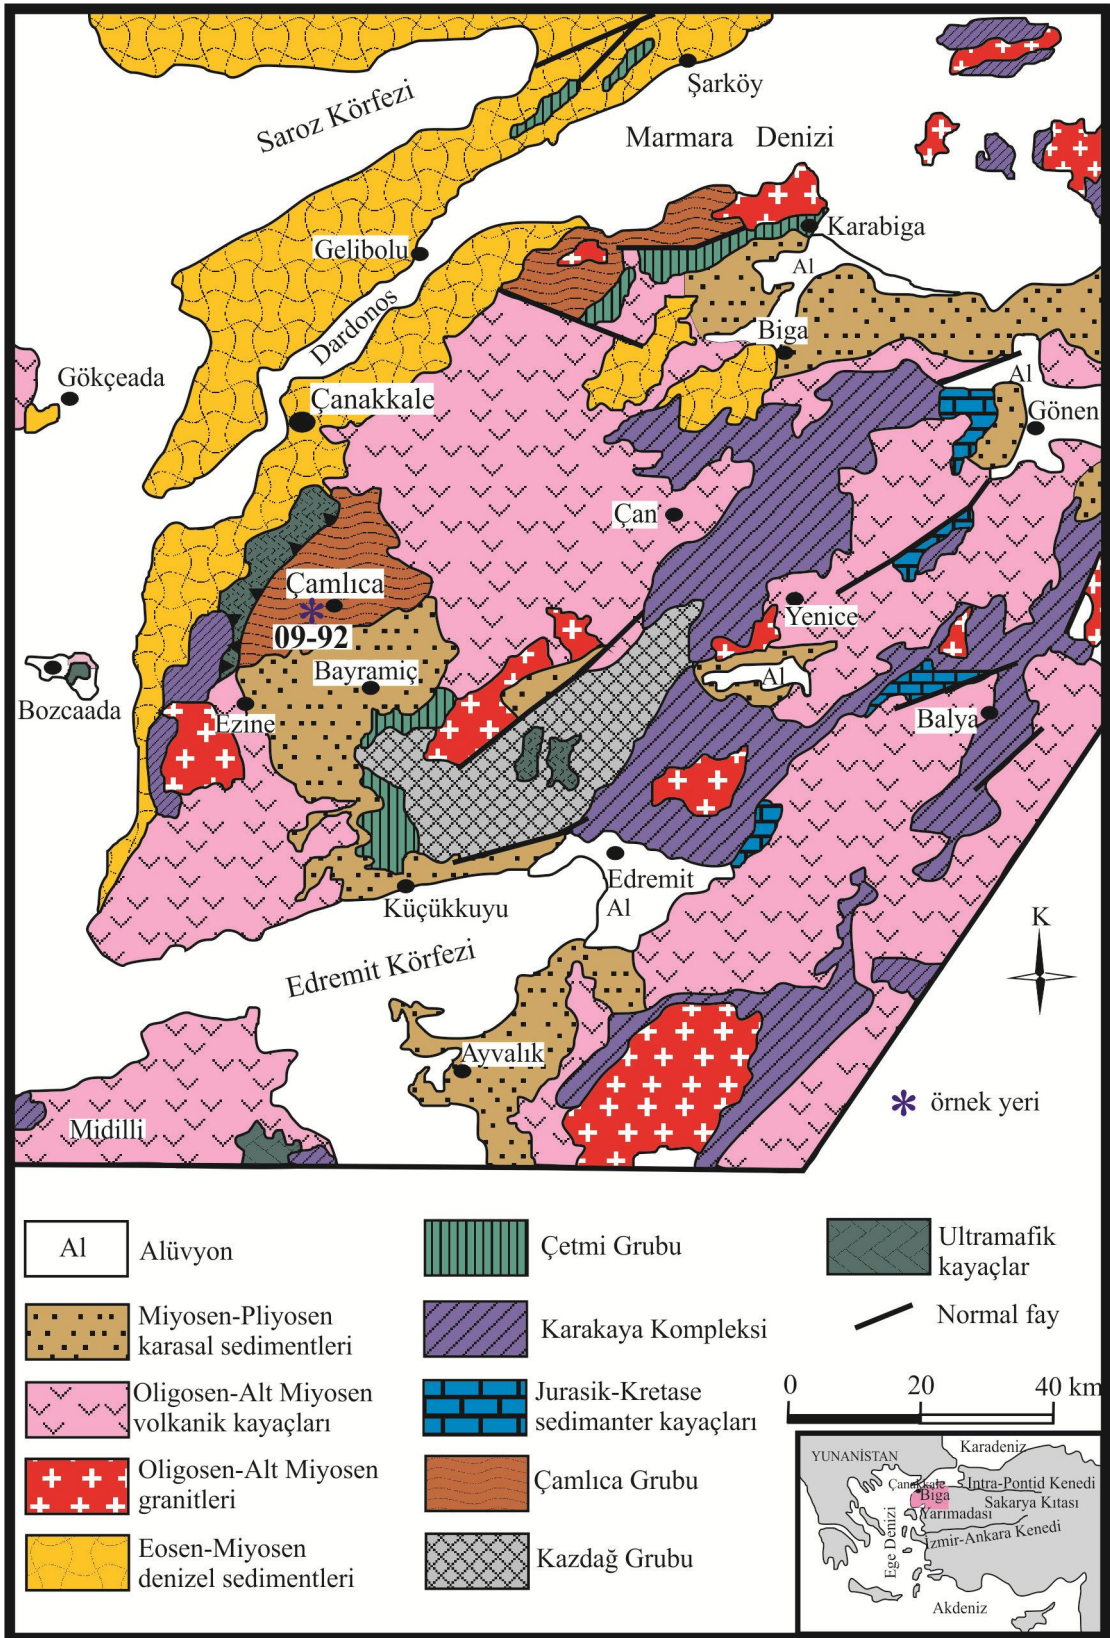 Şarköy
Saroz Körfezi
Marmara Denizi
Gelibolu
Karabiga
Al
Dardonos
Biga
Gökçeada
Al
Çanakkale
Gönen
Çan
Çamlıca
Yenice
09-92
Bayramiç
Al
Bozcaada
Ezine
Balya
Edremit
Küçükkuyu
Al
K
Edremit Körfezi
Ayvalık
örnek yeri
Midilli
Al
Alüvyon
Miyosen-Pliyosen
karasal sedimentleri
Oligosen-Alt Miyosen
volkanik kayaçları
Oligosen-Alt Miyosen
granitleri
Eosen-Miyosen
denizel sedimentleri
Çetmi Grubu
Karakaya Kompleksi
Jurasik-Kretase
sedimanter kayaçları
Çamlıca Grubu
Kazdağ Grubu
Ultramafik
kayaçlar
Normal fay
0 20 40 km
Karadeniz
YUNANİSTAN
Çanakkale
Intra-Pontid Kenedi
Biga
Sakarya Kıtası
Yarımadası
İzmir-Ankara Kenedi
Ege Denizi
Akdeniz